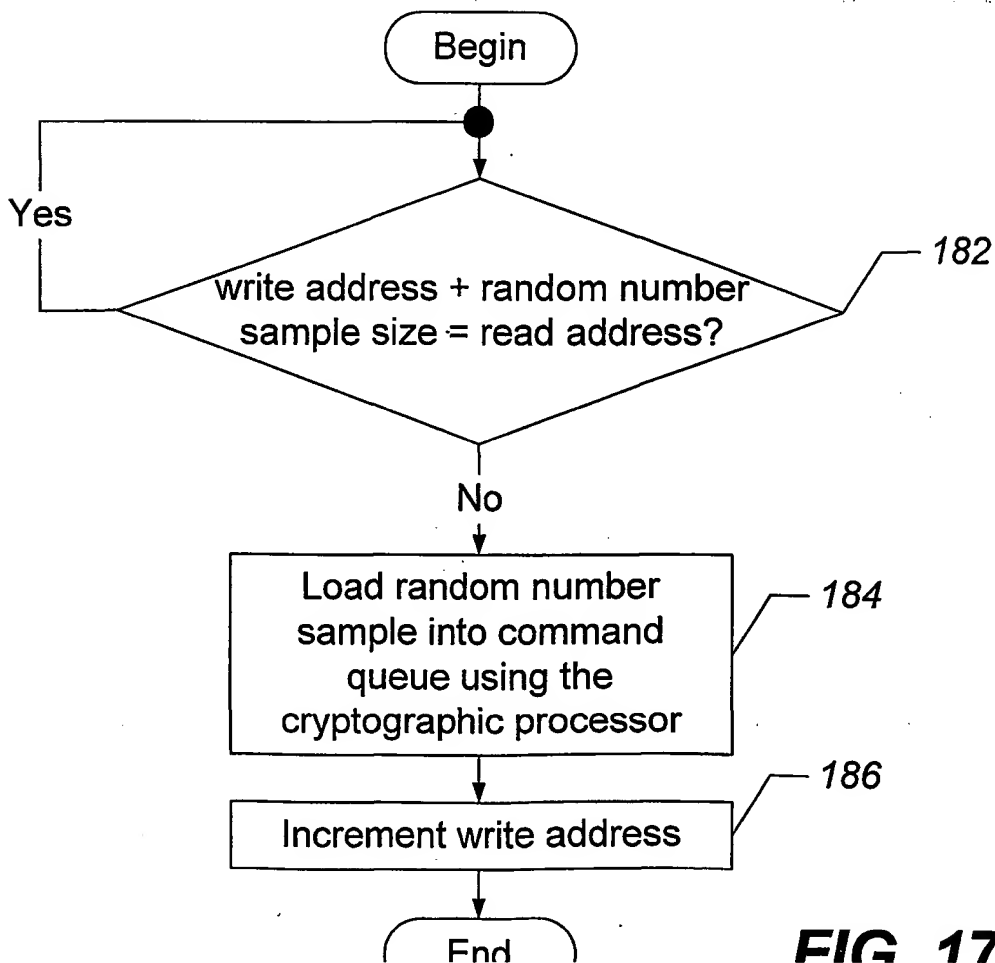 Begin
Yes
182
write address + random number
sample size = read address?
No
Load random number
sample into command
queue using the
cryptographic processor
184
186
Increment write address
End
FIG. 17